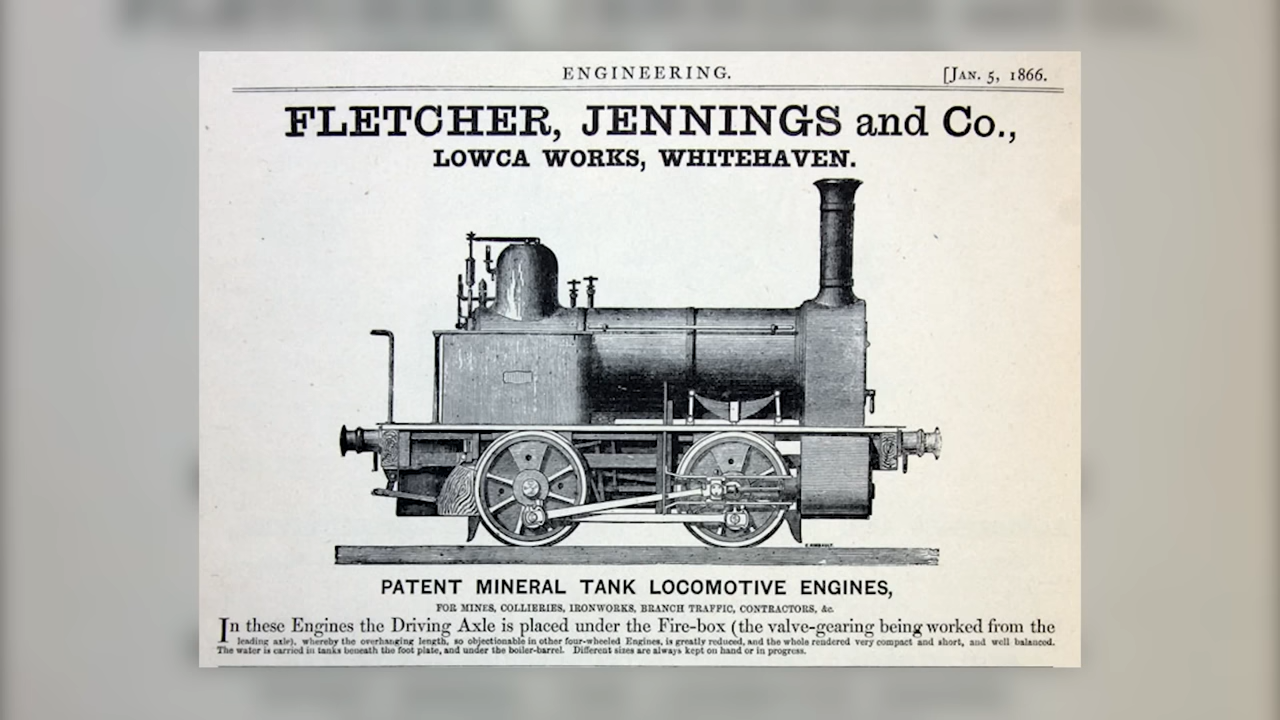 ENGINEERING.
[JAN. 5, 1866.
FLETCHER, JENNINGS and Co.,
LOWCA WORKS, WHITEHAVEN.
PATENT MINERAL TANK LOCOMOTIVE ENGINES,
FOR MINES, COLLIERIES, IRONWORKS, BRANCH TRAFFIC, CONTRACTORS, &c.
In these Engines the Driving Axle is placed under the Fire-box (the valve-gearing being worked from the
leading axle), whereby the overhanging length, so objectionable in other four-wheeled Engines, is greatly reduced, and the whole rendered very compact and short, and well balanced.
The water is carried in tanks beneath the foot plate, and under the boiler-barrel. Different sizes are always kept on hand or in progress.